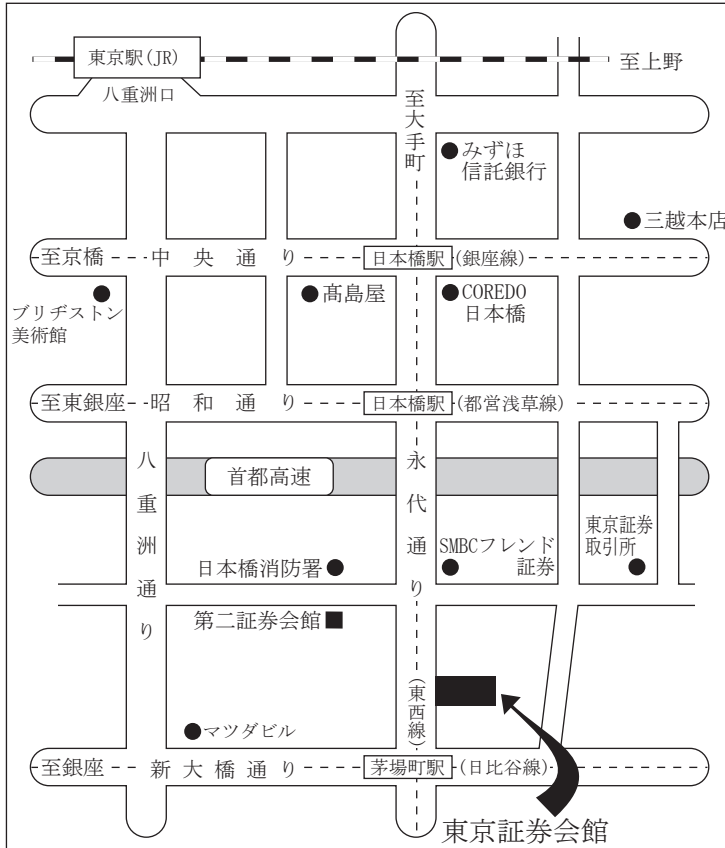 東京駅(JR)
至上野
八重洲口
至大手町
みずほ
信託銀行
三越本店
至京橋
中央通り
日本橋駅
(銀座線)
ブリヂストン
美術館
髙島屋
COREDO
日本橋
至東銀座
昭和通り
日本橋駅
(都営浅草線)
八重洲通り
首都高速
永代通り
日本橋消防署
SMBCフレンド
証券
東京証券
取引所
第二証券会館
(東西線)
マツダビル
至銀座
新大橋通り
茅場町駅
(日比谷線)
東京証券会館